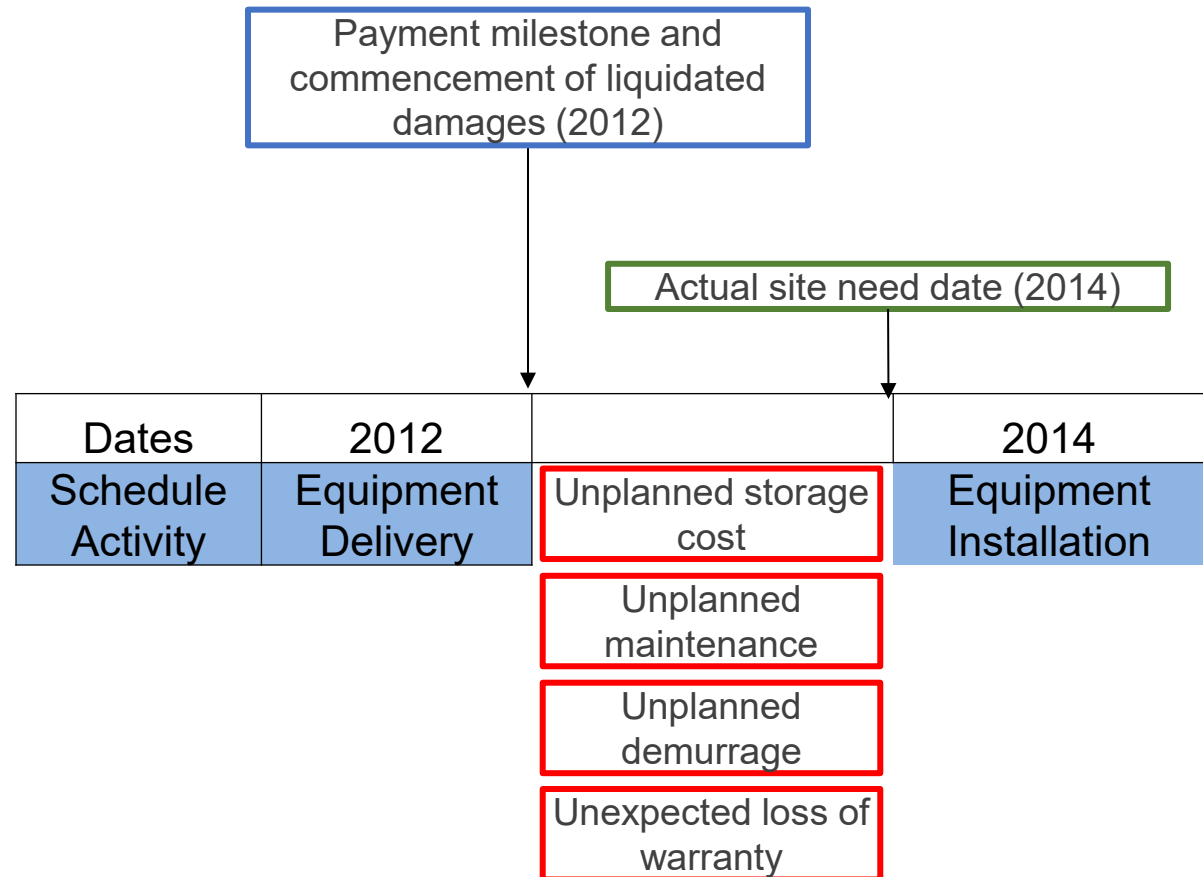 Payment milestone and
commencement of liquidated
damages (2012)
Actual site need date (2014)
Dates
2012
2014
Schedule
Activity
Equipment
Delivery
Unplanned storage
cost
Equipment
Installation
Unplanned
maintenance
Unplanned
demurrage
Unexpected loss of
warranty